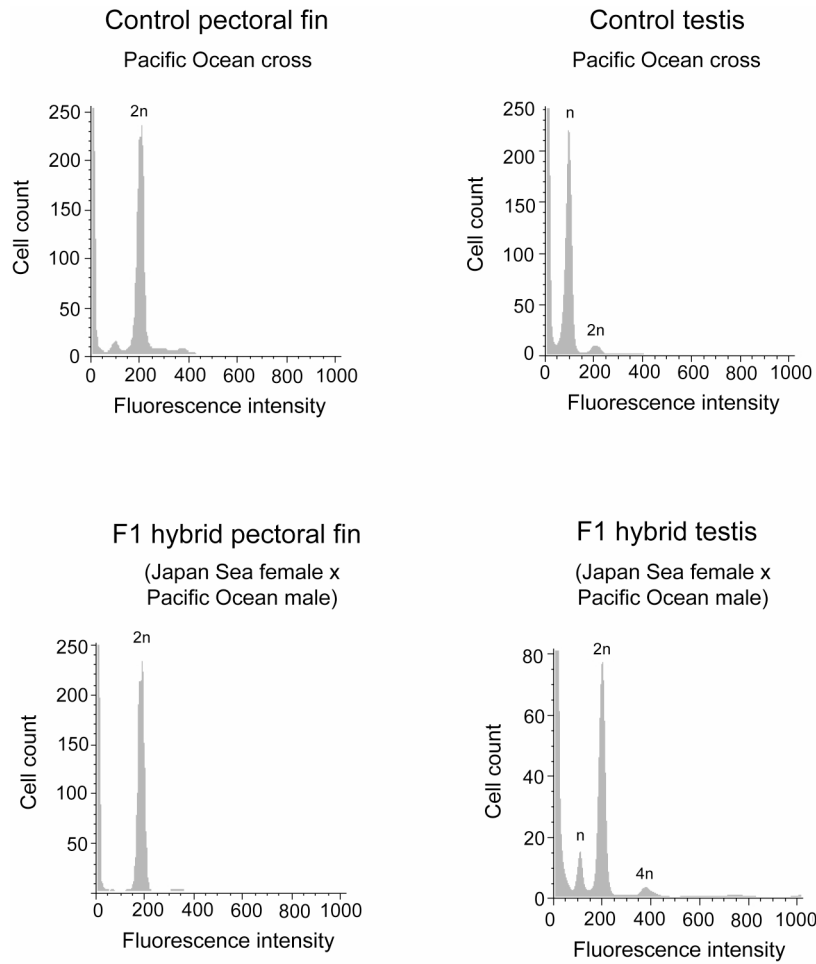 Control pectoral fin
Pacific Ocean cross
2n
250
200
150
100
50
0
Cell count
0 200 400 600 800 1000
Fluorescence intensity
Control testis
Pacific Ocean cross
n
2n
250
200
150
100
50
0
Cell count
0 200 400 600 800 1000
Fluorescence intensity
F1 hybrid pectoral fin
(Japan Sea female x
Pacific Ocean male)
2n
250
200
150
100
50
Cell count
0 200 400 600 800 1000
Fluorescence intensity
F1 hybrid testis
(Japan Sea female x
Pacific Ocean male)
2n
n
4n
80
60
40
20
0
Cell count
0 200 400 600 800 1000
Fluorescence intensity